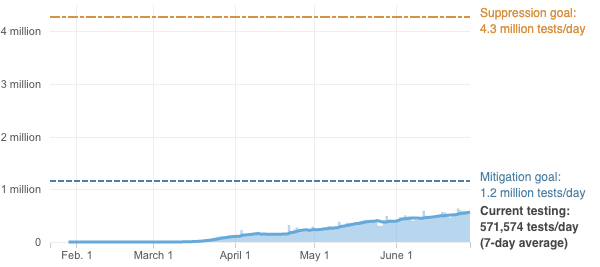 Suppression goal:
4.3 million tests/day
4 million
3 million
2 million
Mitigation goal:
1.2 million tests/day
1 million
Current testing:
571,574 tests/day
(7-day average)
0
Feb. 1
March 1
April 1
May 1
June 1